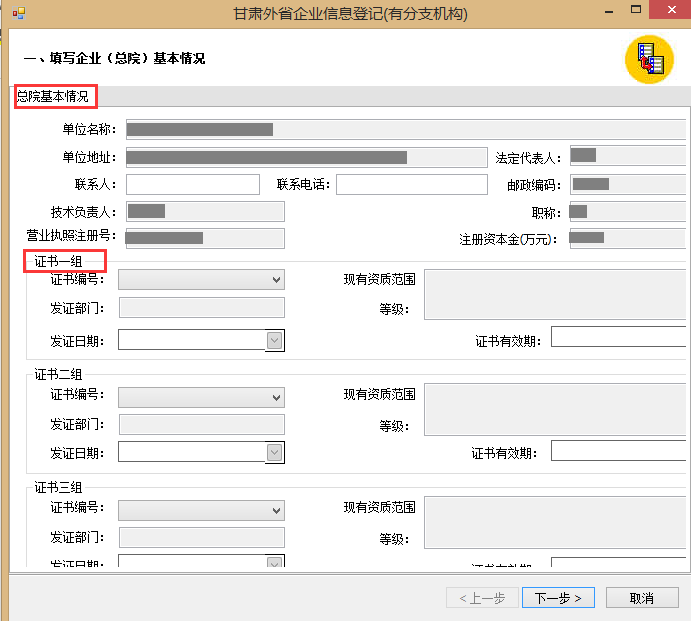 甘肃外省企业信息登记(有分支机构)
一、填写企业（总院）基本情况
总院基本情况
单位名称：
单位地址： 法定代表人：
联系人： 联系电话： 邮政编码：
技术负责人： 职称：
营业执照注册号： 注册资本金(万元)：
证书一组
证书编号： 现有资质范围
发证部门： 等级：
发证日期： 证书有效期：
证书二组
证书编号： 现有资质范围
发证部门： 等级：
发证日期： 证书有效期：
证书三组
证书编号： 现有资质范围
发证部门： 等级：
发证日期： 证书有效期：
<上一步 下一步 > 取消